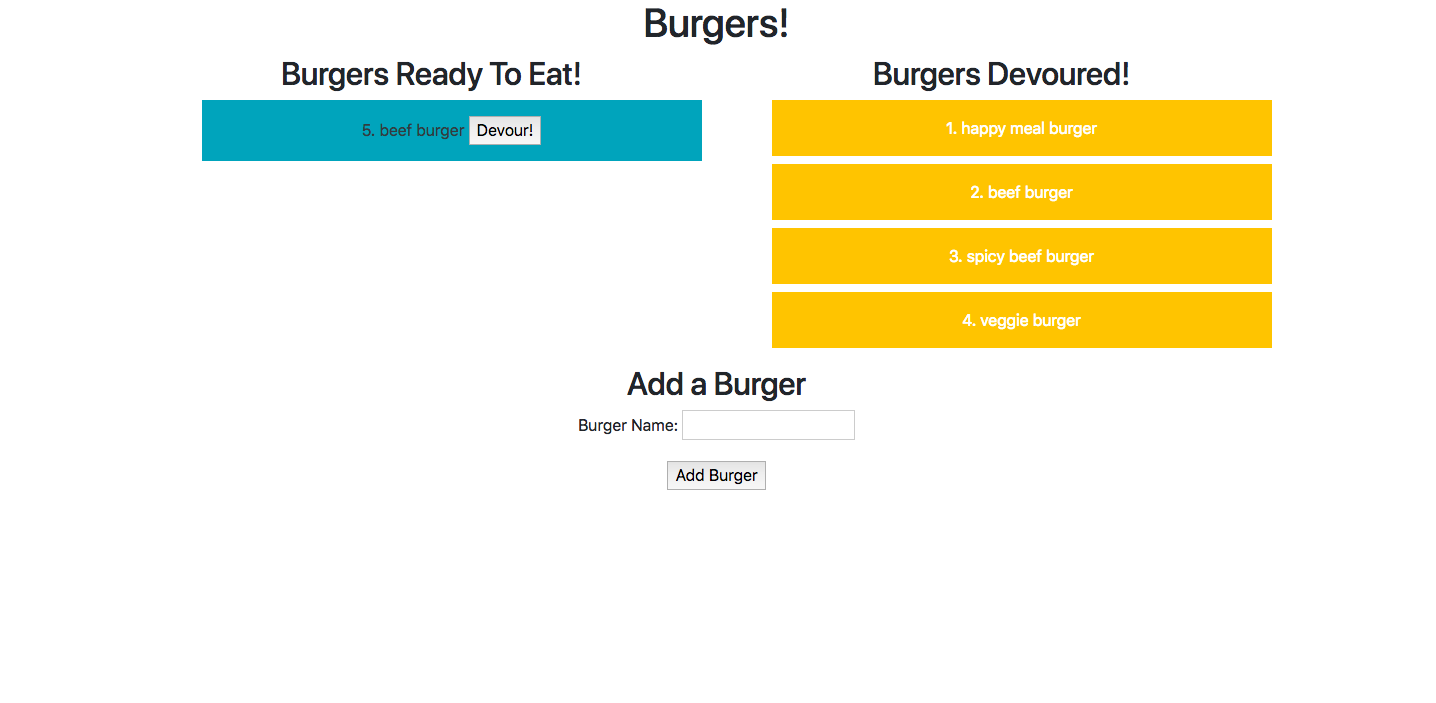 Burgers!
Burgers Ready To Eat!
5. beef burger Devour!
Burgers Devoured!
1. happy meal burger
2. beef burger
3. spicy beef burger
4. veggie burger
Add a Burger
Burger Name:
Add Burger